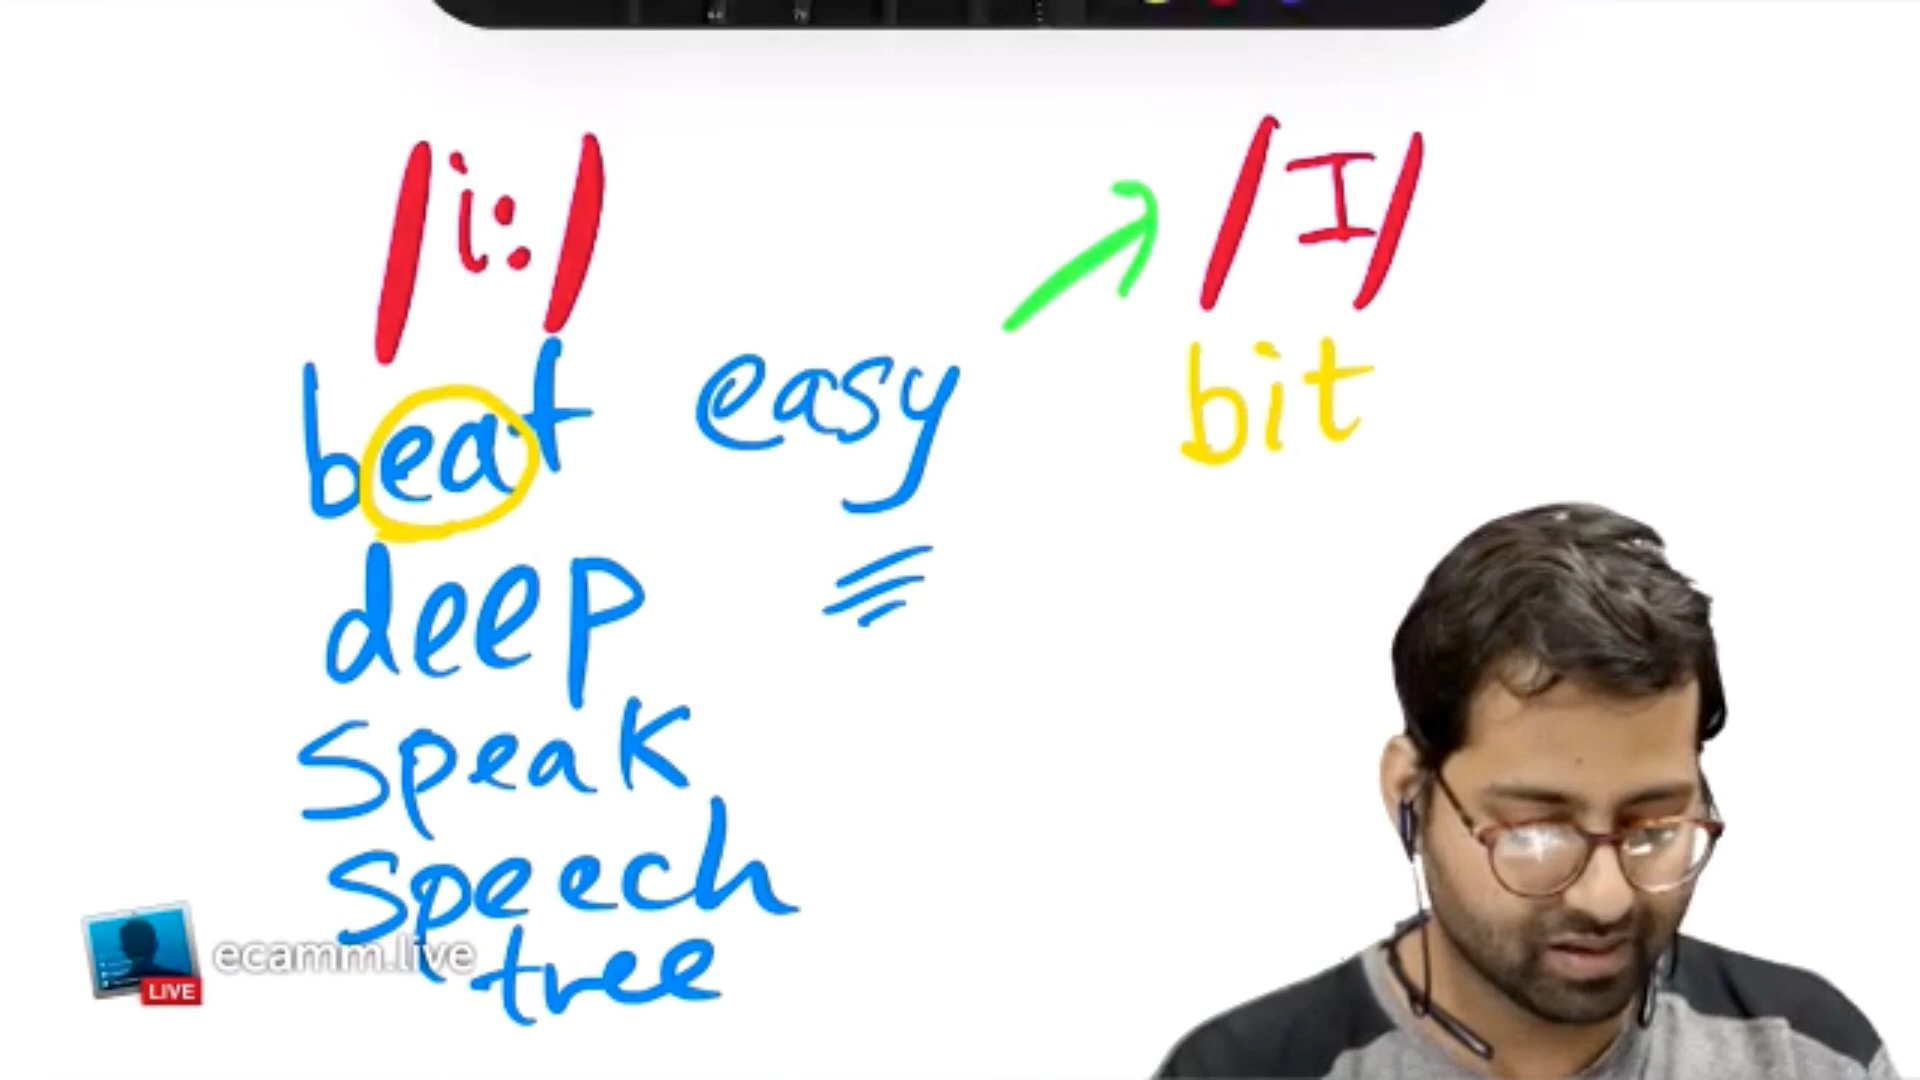 /i:/ /I/
beat easy bit
deep
speak
speech
tree
ecamm.live
LIVE